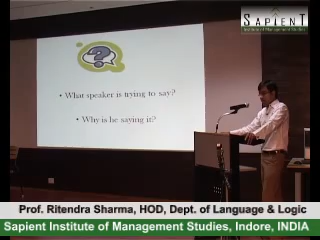 SAPIENT
Institute of Management Studies
• What speaker is trying to say?
• Why is he saying it?
Prof. Ritendra Sharma, HOD, Dept. of Language & Logic
Sapient Institute of Management Studies, Indore, INDIA